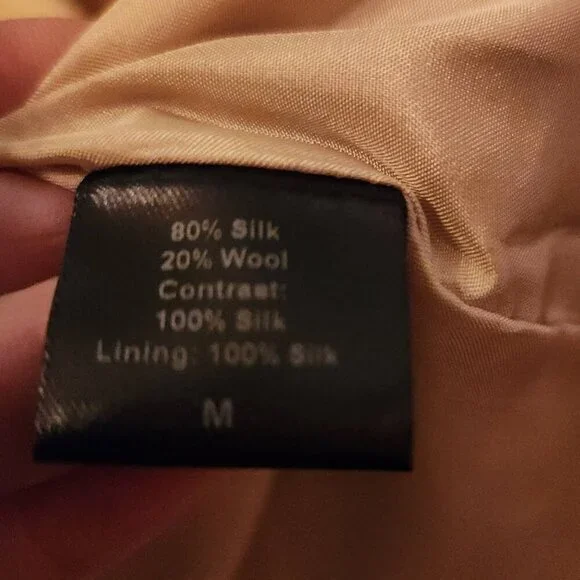 80% Silk
20% Wool
Contrast:
100% Silk
Lining: 100% Silk
M